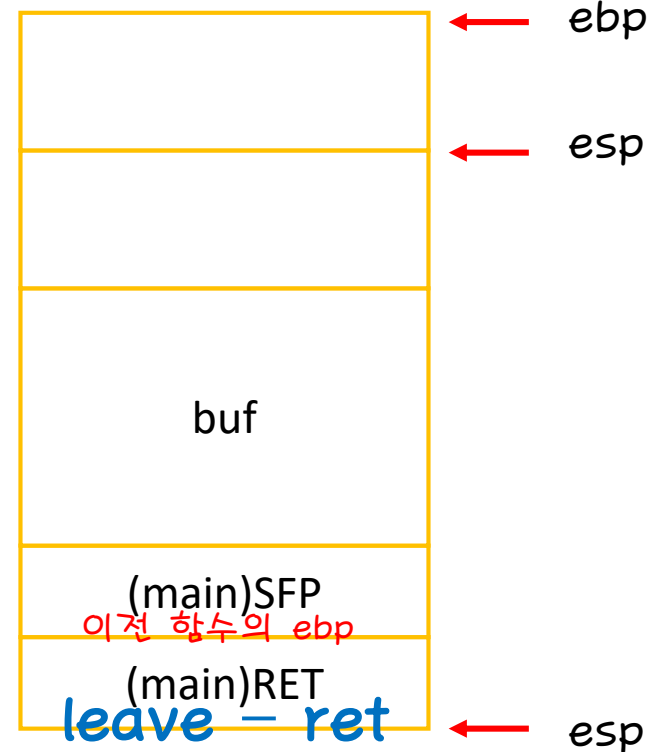 ebp
esp
buf
(main)SFP
이전 함수의 ebp
(main)RET
leave – ret
esp